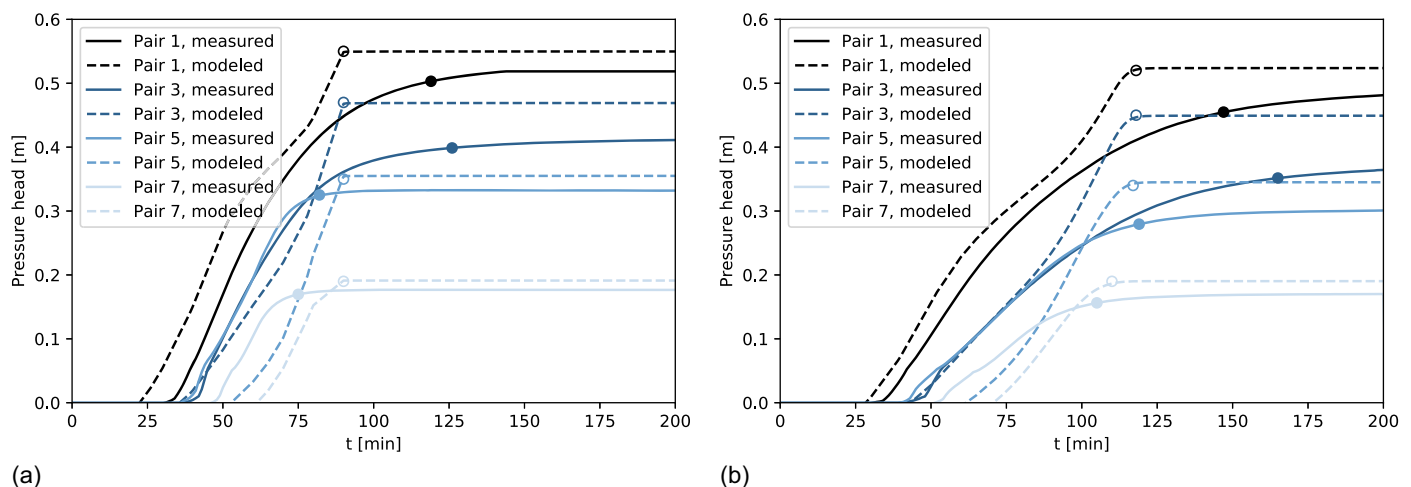 0.6
0.5
0.4
0.3
0.2
0.1
0.0
Pressure head [m]
Pair 1, measured
Pair 1, modeled
Pair 3, measured
Pair 3, modeled
Pair 5, measured
Pair 5, modeled
Pair 7, measured
Pair 7, modeled
0 25 50 75 100 125 150 175 200
t [min]
(a)
0.6
0.5
0.4
0.3
0.2
0.1
0.0
Pressure head [m]
Pair 1, measured
Pair 1, modeled
Pair 3, measured
Pair 3, modeled
Pair 5, measured
Pair 5, modeled
Pair 7, measured
Pair 7, modeled
0 25 50 75 100 125 150 175 200
t [min]
(b)